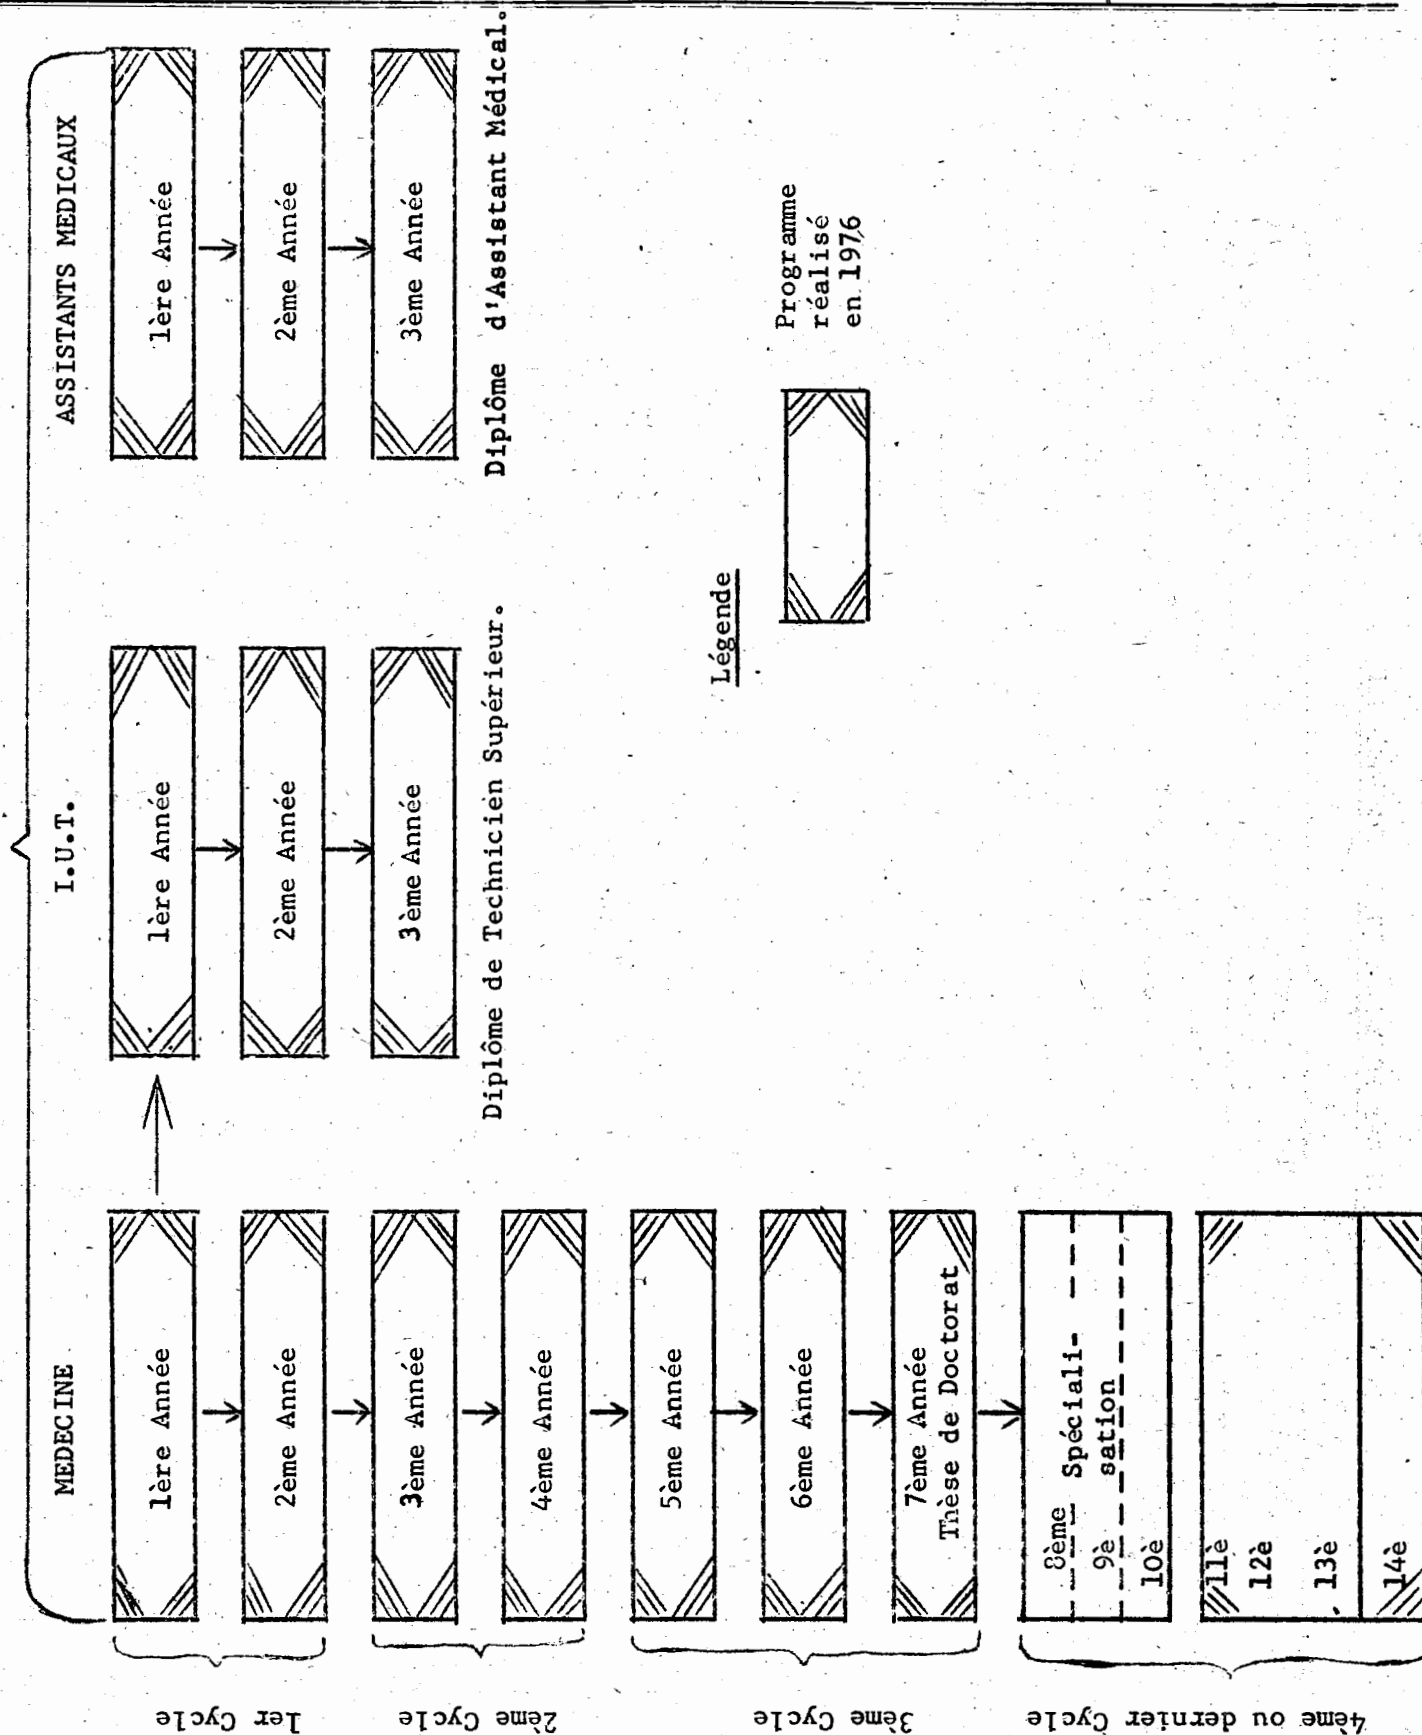 MEDECINE
I.U.T.
ASSISTANTS MEDICAUX
1er Cycle
1ère Année
2ème Année
2ème Cycle
3ème Année
4ème Année
3ème Cycle
5ème Année
6ème Année
7ème Année
Thèse de Doctorat
4ème ou dernier Cycle
8ème
Spéciali-
9è
sation
10è
11è
12è
13è
14è
1ère Année
2ème Année
3ème Année
Diplôme de Technicien Supérieur.
1ère Année
2ème Année
3ème Année
Diplôme d'Assistant Médical.
Légende
Programme
réalisé
en 1976